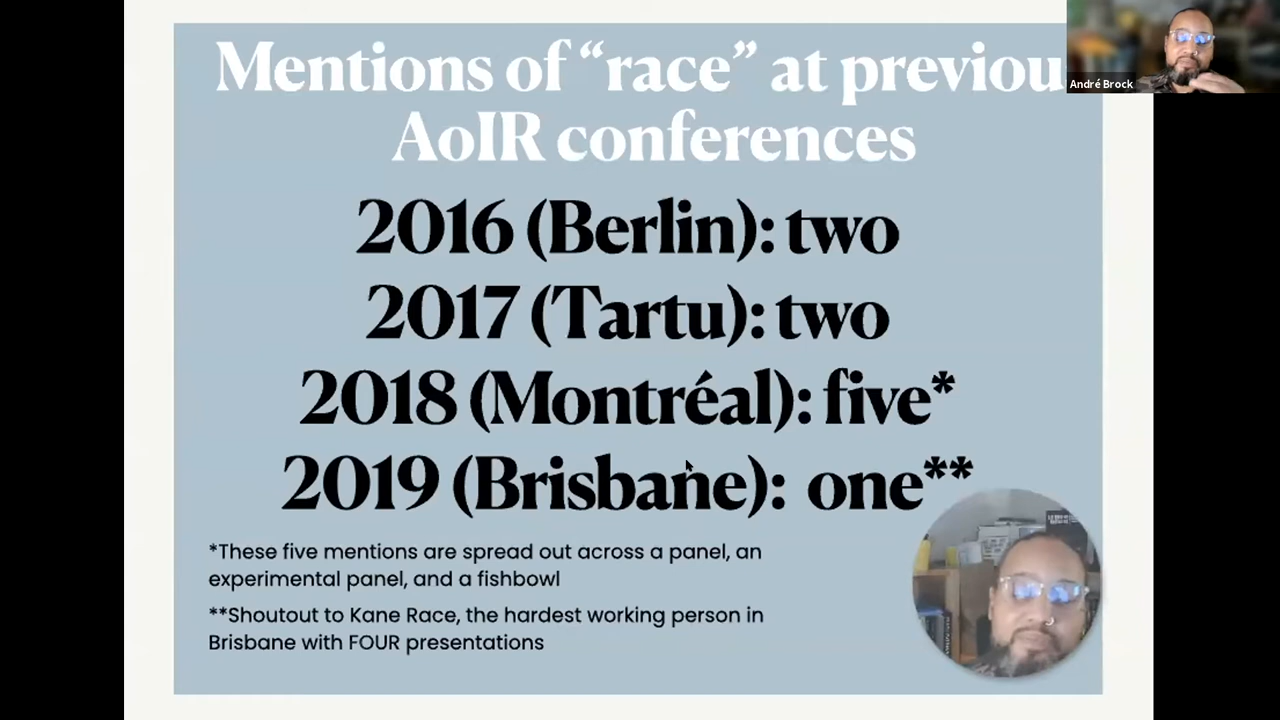 Mentions of “race” at previou
AoIR conferences
2016 (Berlin): two
2017 (Tartu): two
2018 (Montréal): five*
2019 (Brisbane): one**
*These five mentions are spread out across a panel, an
experimental panel, and a fishbowl
**Shoutout to Kane Race, the hardest working person in
Brisbane with FOUR presentations
André Brock